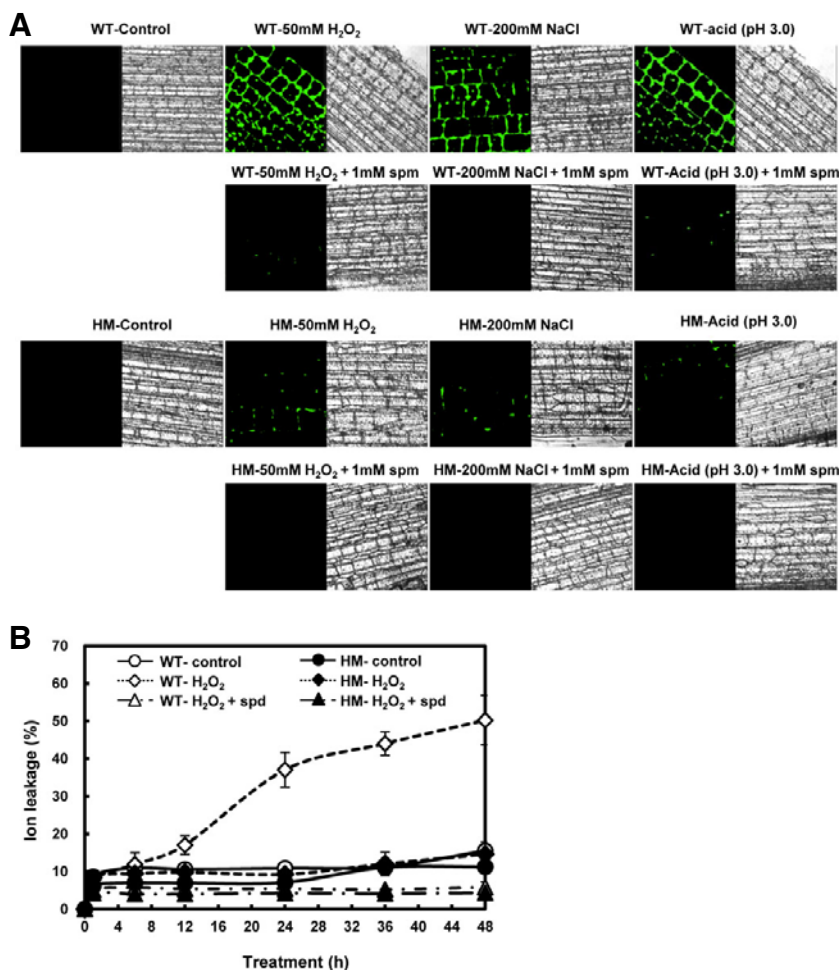 A
WT-Control WT-50mM H₂O₂ WT-200mM NaCl WT-acid (pH 3.0)
WT-50mM H₂O₂ + 1mM spm WT-200mM NaCl + 1mM spm WT-Acid (pH 3.0) + 1mM spm
HM-Control HM-50mM H₂O₂ HM-200mM NaCl HM-Acid (pH 3.0)
HM-50mM H₂O₂ + 1mM spm HM-200mM NaCl + 1mM spm HM-Acid (pH 3.0) + 1mM spm
B
WT- control HM- control
WT- H₂O₂ HM- H₂O₂
WT- H₂O₂ + spd HM- H₂O₂ + spd
Ion leakage (%)
70
60
50
40
30
20
10
0
0 4 8 12 16 20 24 28 32 36 40 44 48
Treatment (h)